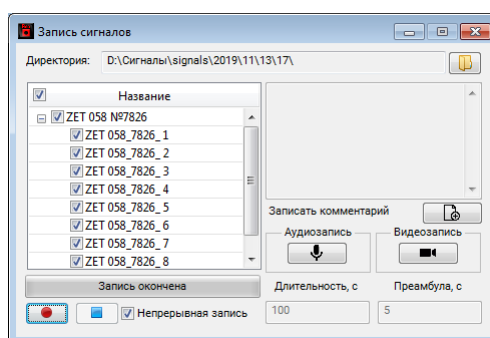 Запись сигналов
Директория: D:\Сигналы\signals\2019\11\13\17\
Название
ZET 058 №7826
ZET 058_7826_1
ZET 058_7826_2
ZET 058_7826_3
ZET 058_7826_4
ZET 058_7826_5
ZET 058_7826_6
ZET 058_7826_7
ZET 058_7826_8
Записать комментарий
Аудиозапись Видеозапись
Запись окончена
Длительность, с Преамбула, с
Непрерывная запись
100 5